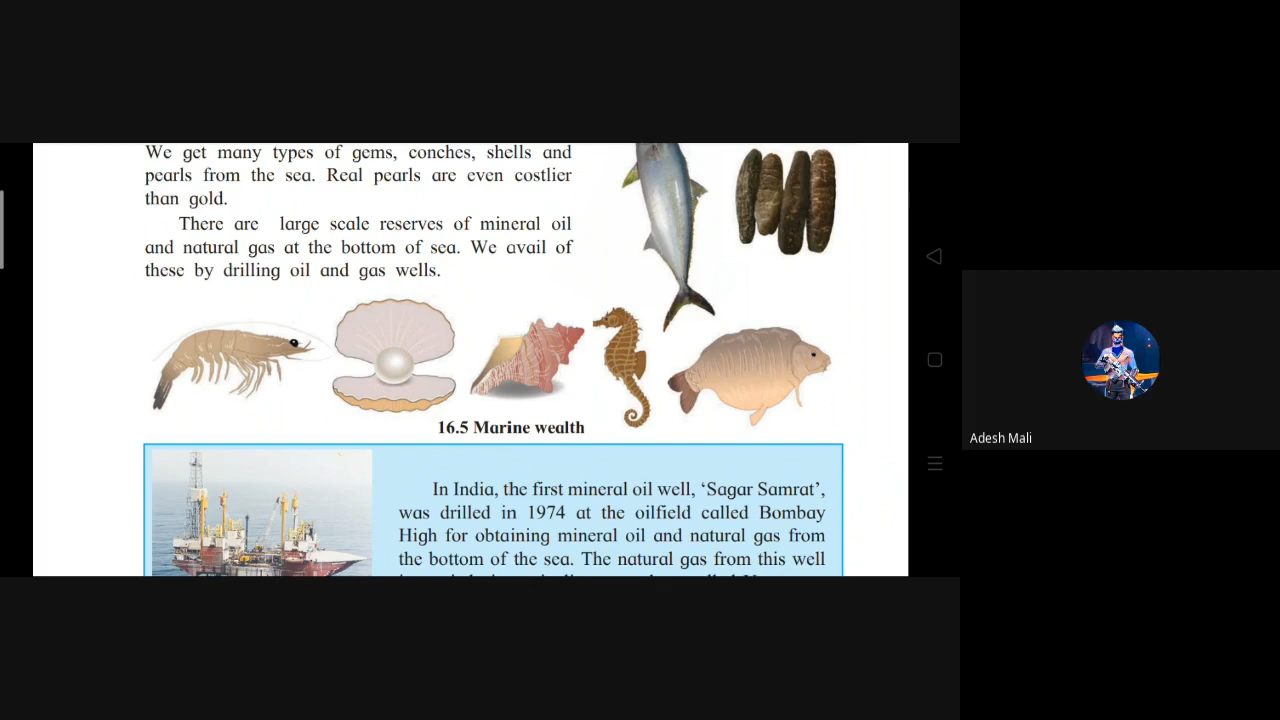 We get many types of gems, conches, shells and
pearls from the sea. Real pearls are even costlier
than gold.
There are large scale reserves of mineral oil
and natural gas at the bottom of sea. We avail of
these by drilling oil and gas wells.
16.5 Marine wealth
In India, the first mineral oil well, ‘Sagar Samrat’,
was drilled in 1974 at the oilfield called Bombay
High for obtaining mineral oil and natural gas from
the bottom of the sea. The natural gas from this well
Adesh Mali